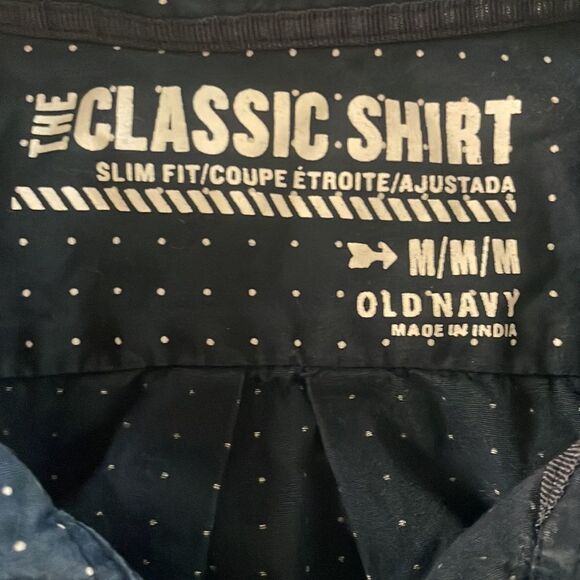 THE CLASSIC SHIRT
SLIM FIT/COUPE ÉTROITE/AJUSTADA
M/M/M
OLD NAVY
MADE IN INDIA